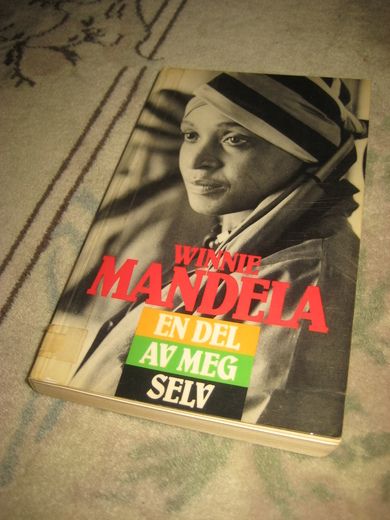 WINNIE
MANDELA
EN DEL
AV MEG
SELV